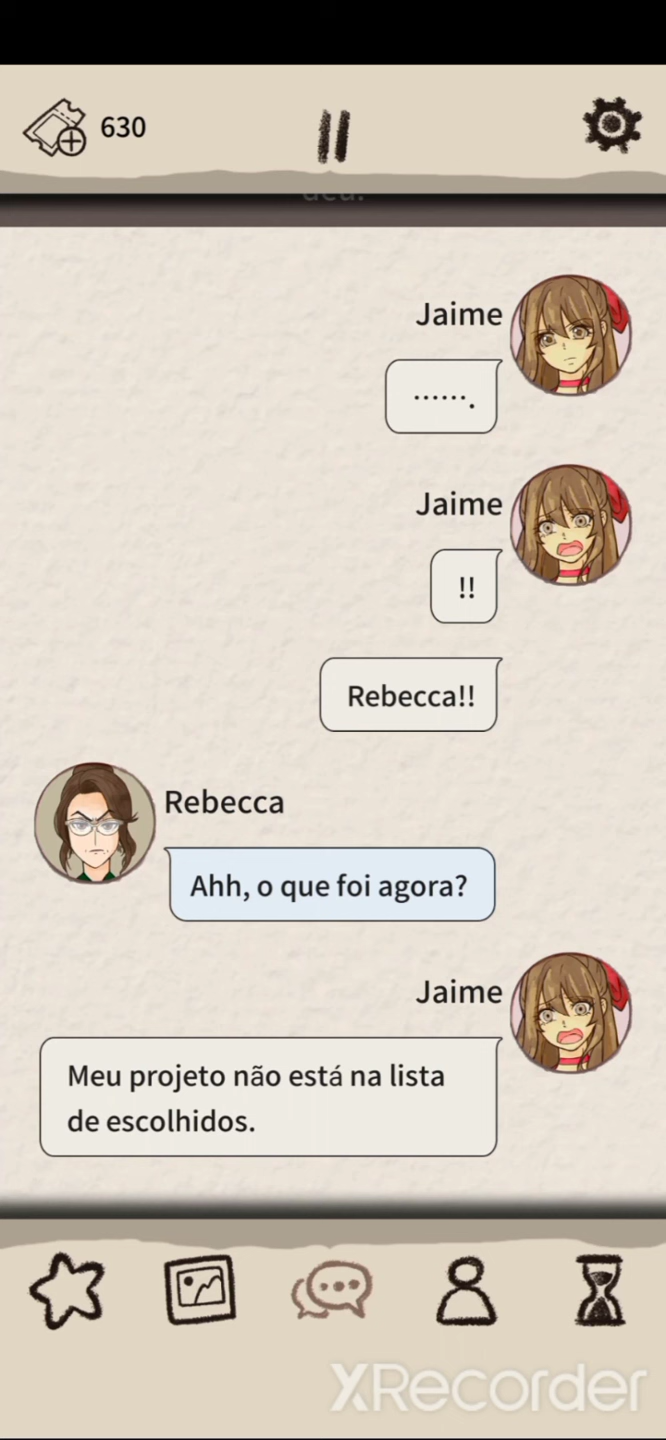 630
deu.
Jaime
·······.
Jaime
!!
Rebecca!!
Rebecca
Ahh, o que foi agora?
Jaime
Meu projeto não está na lista
de escolhidos.
XRecorder